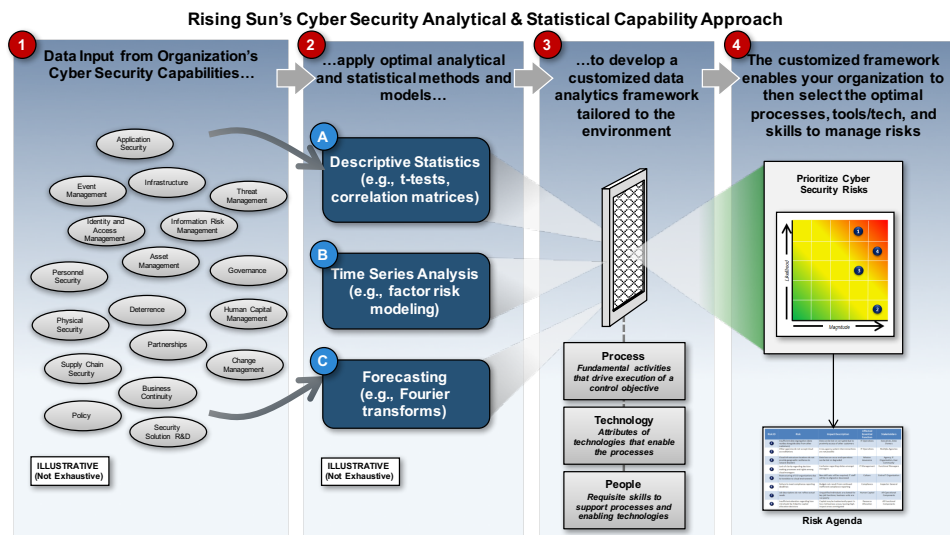 Rising Sun's Cyber Security Analytical & Statistical Capability Approach
1
Data Input from Organization's
Cyber Security Capabilities…
Application
Security
Event
Management
Infrastructure
Threat
Management
Identity and
Access
Management
Information Risk
Management
Asset
Management
Personnel
Security
Governance
Deterrence
Human Capital
Management
Physical
Security
Partnerships
Supply Chain
Security
Change
Management
Business
Continuity
Policy
Security
Solution R&D
ILLUSTRATIVE
(Not Exhaustive)
2
…apply optimal analytical
and statistical methods and
models…
A
Descriptive Statistics
(e.g., t-tests,
correlation matrices)
B
Time Series Analysis
(e.g., factor risk
modeling)
C
Forecasting
(e.g., Fourier
transforms)
ILLUSTRATIVE
(Not Exhaustive)
3
…to develop a
customized data
analytics framework
tailored to the
environment
Process
Fundamental activities
that drive execution of a
control objective
Technology
Attributes of
technologies that enable
the processes
People
Requisite skills to
support processes and
enabling technologies
4
The customized framework
enables your organization to
then select the optimal
processes, tools/tech, and
skills to manage risks
Prioritize Cyber
Security Risks
Likelihood
Magnitude
Risk Agenda